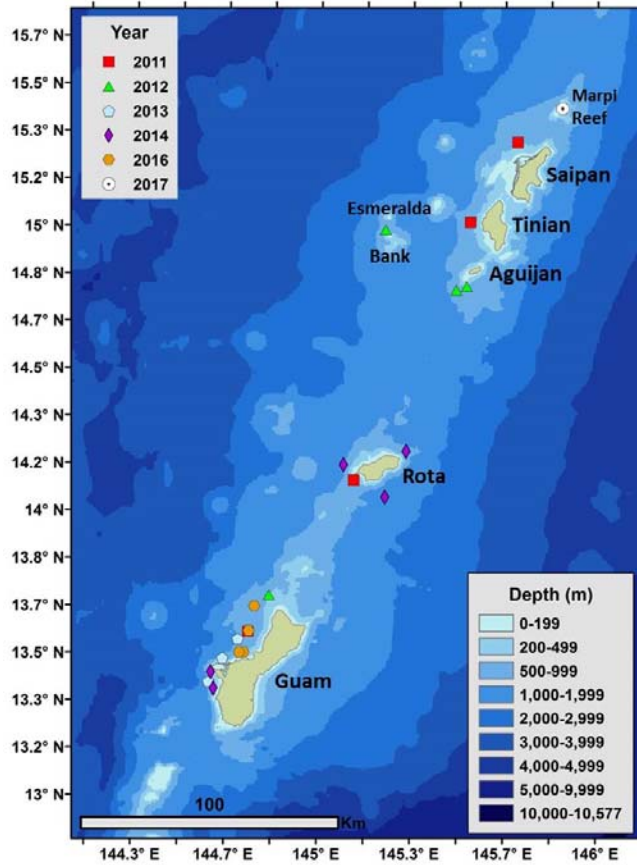 15.7° N
15.5° N
15.3° N
15.2° N
15° N
14.8° N
14.7° N
14.5° N
14.3° N
14.2° N
14° N
13.8° N
13.7° N
13.5° N
13.3° N
13.2° N
13° N
Year
2011
2012
2013
2014
2016
2017
Marpi
Reef
Saipan
Esmeralda
Bank
Tinian
Aguijan
Rota
Guam
Depth (m)
0-199
200-499
500-999
1,000-1,999
2,000-2,999
3,000-3,999
4,000-4,999
5,000-9,999
10,000-10,577
100
Km
144.3° E
144.7° E
145° E
145.3° E
145.7° E
146° E